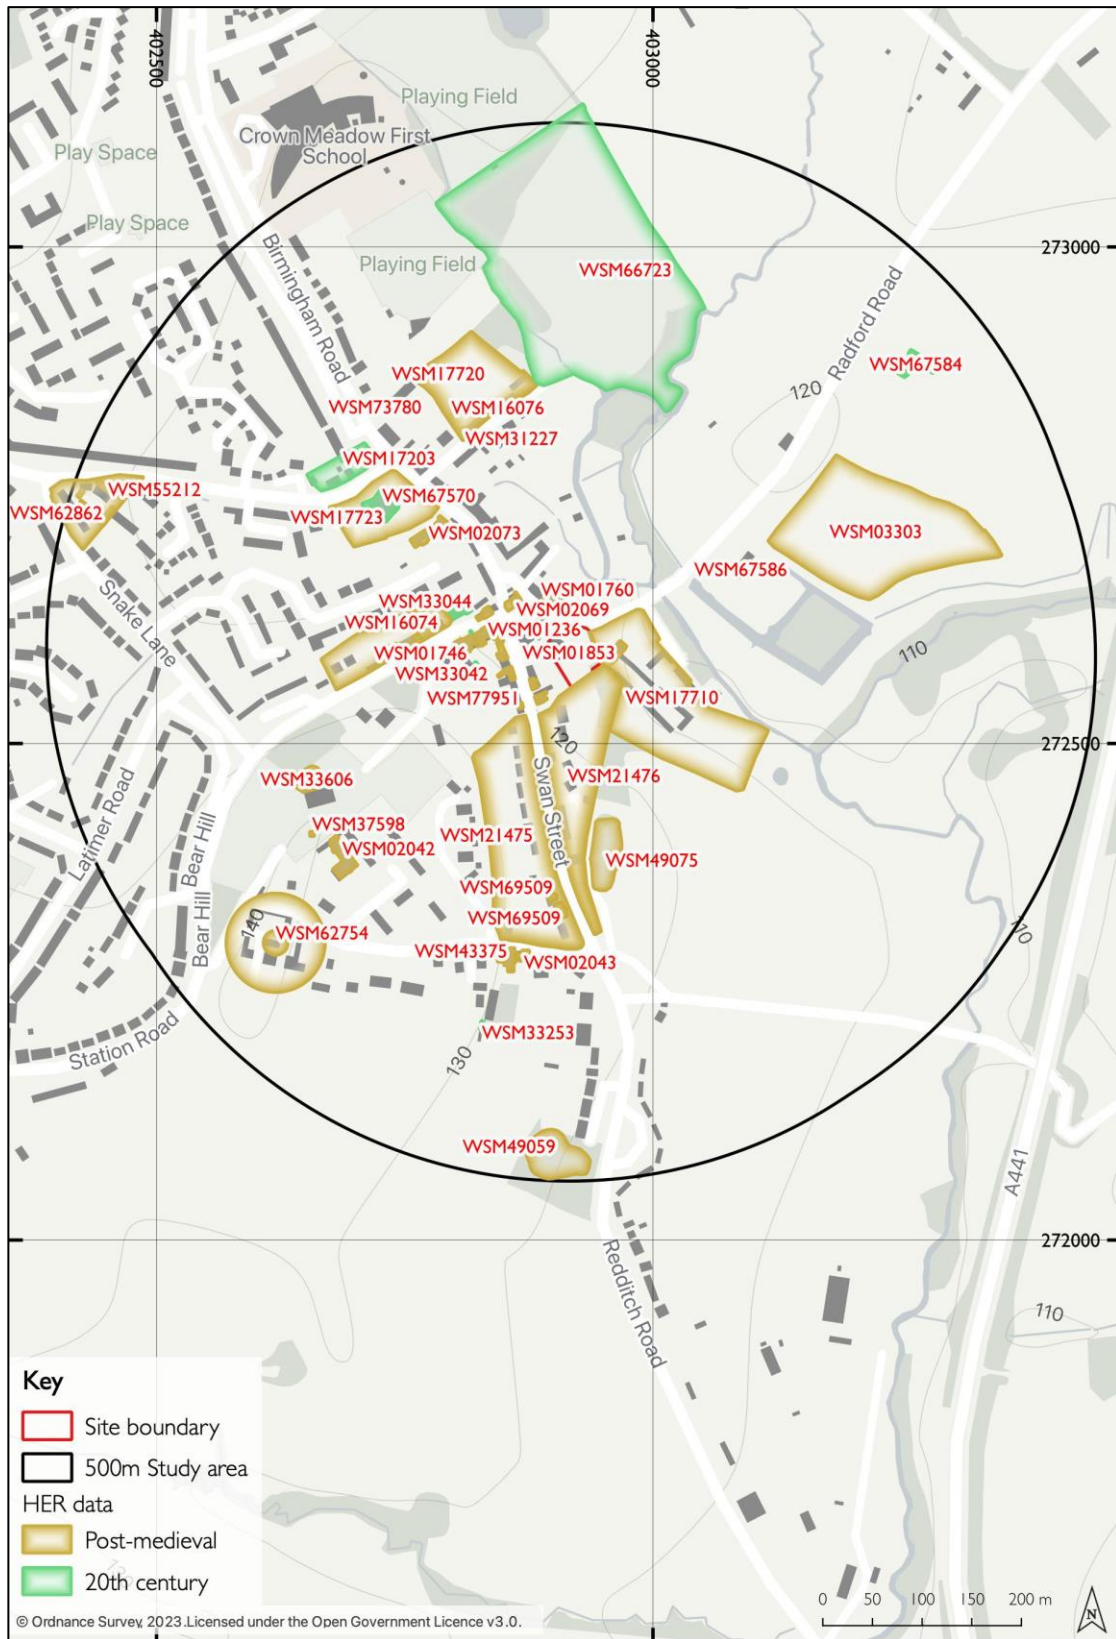 402500
403000
Playing Field
Crown Meadow First
School
Play Space
Play Space
Birmingham Road
Playing Field
273000
WSM66723
Radford Road
WSM67584
120
WSM17720
WSM73780
WSM16076
WSM31227
WSM17203
WSM55212
WSM62862
WSM67570
WSM17723
WSM02073
WSM03303
WSM67586
WSM01760
WSM33044
WSM02069
WSM16074
WSM01236
WSM01746
WSM01853
WSM33042
WSM77951
WSM17710
Snake Lane
110
272500
120
Swan Street
WSM21476
WSM33606
Latimer Road
Bear Hill
WSM37598
WSM02042
WSM21475
WSM49075
WSM69509
WSM69509
Bear Hill
140
WSM62754
WSM43375
WSM02043
110
WSM33253
Station Road
130
WSM49059
A441
272000
Redditch Road
110
Key
Site boundary
500m Study area
HER data
Post-medieval
20th century
0 50 100 150 200 m
N
© Ordnance Survey, 2023.Licensed under the Open Government Licence v3.0.